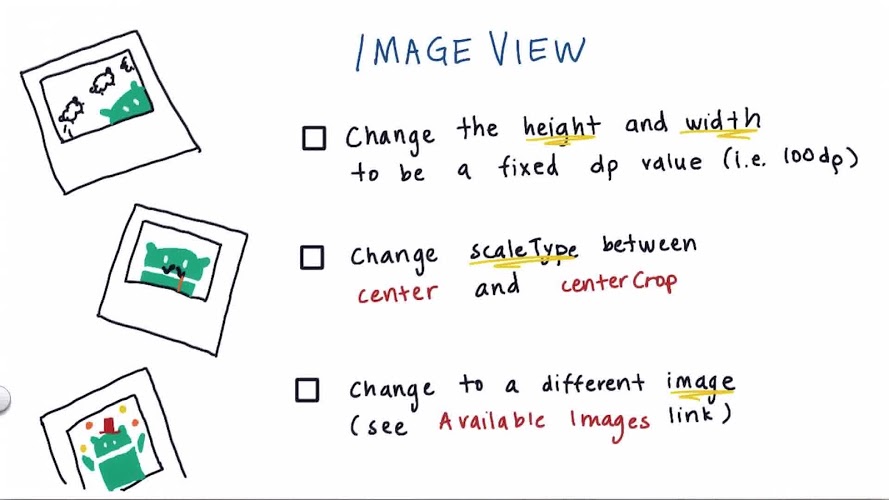 IMAGE VIEW
Change the height and width
to be a fixed dp value (i.e. 100dp)
Change scaleType between
center and centerCrop
Change to a different image
(see Available Images link)